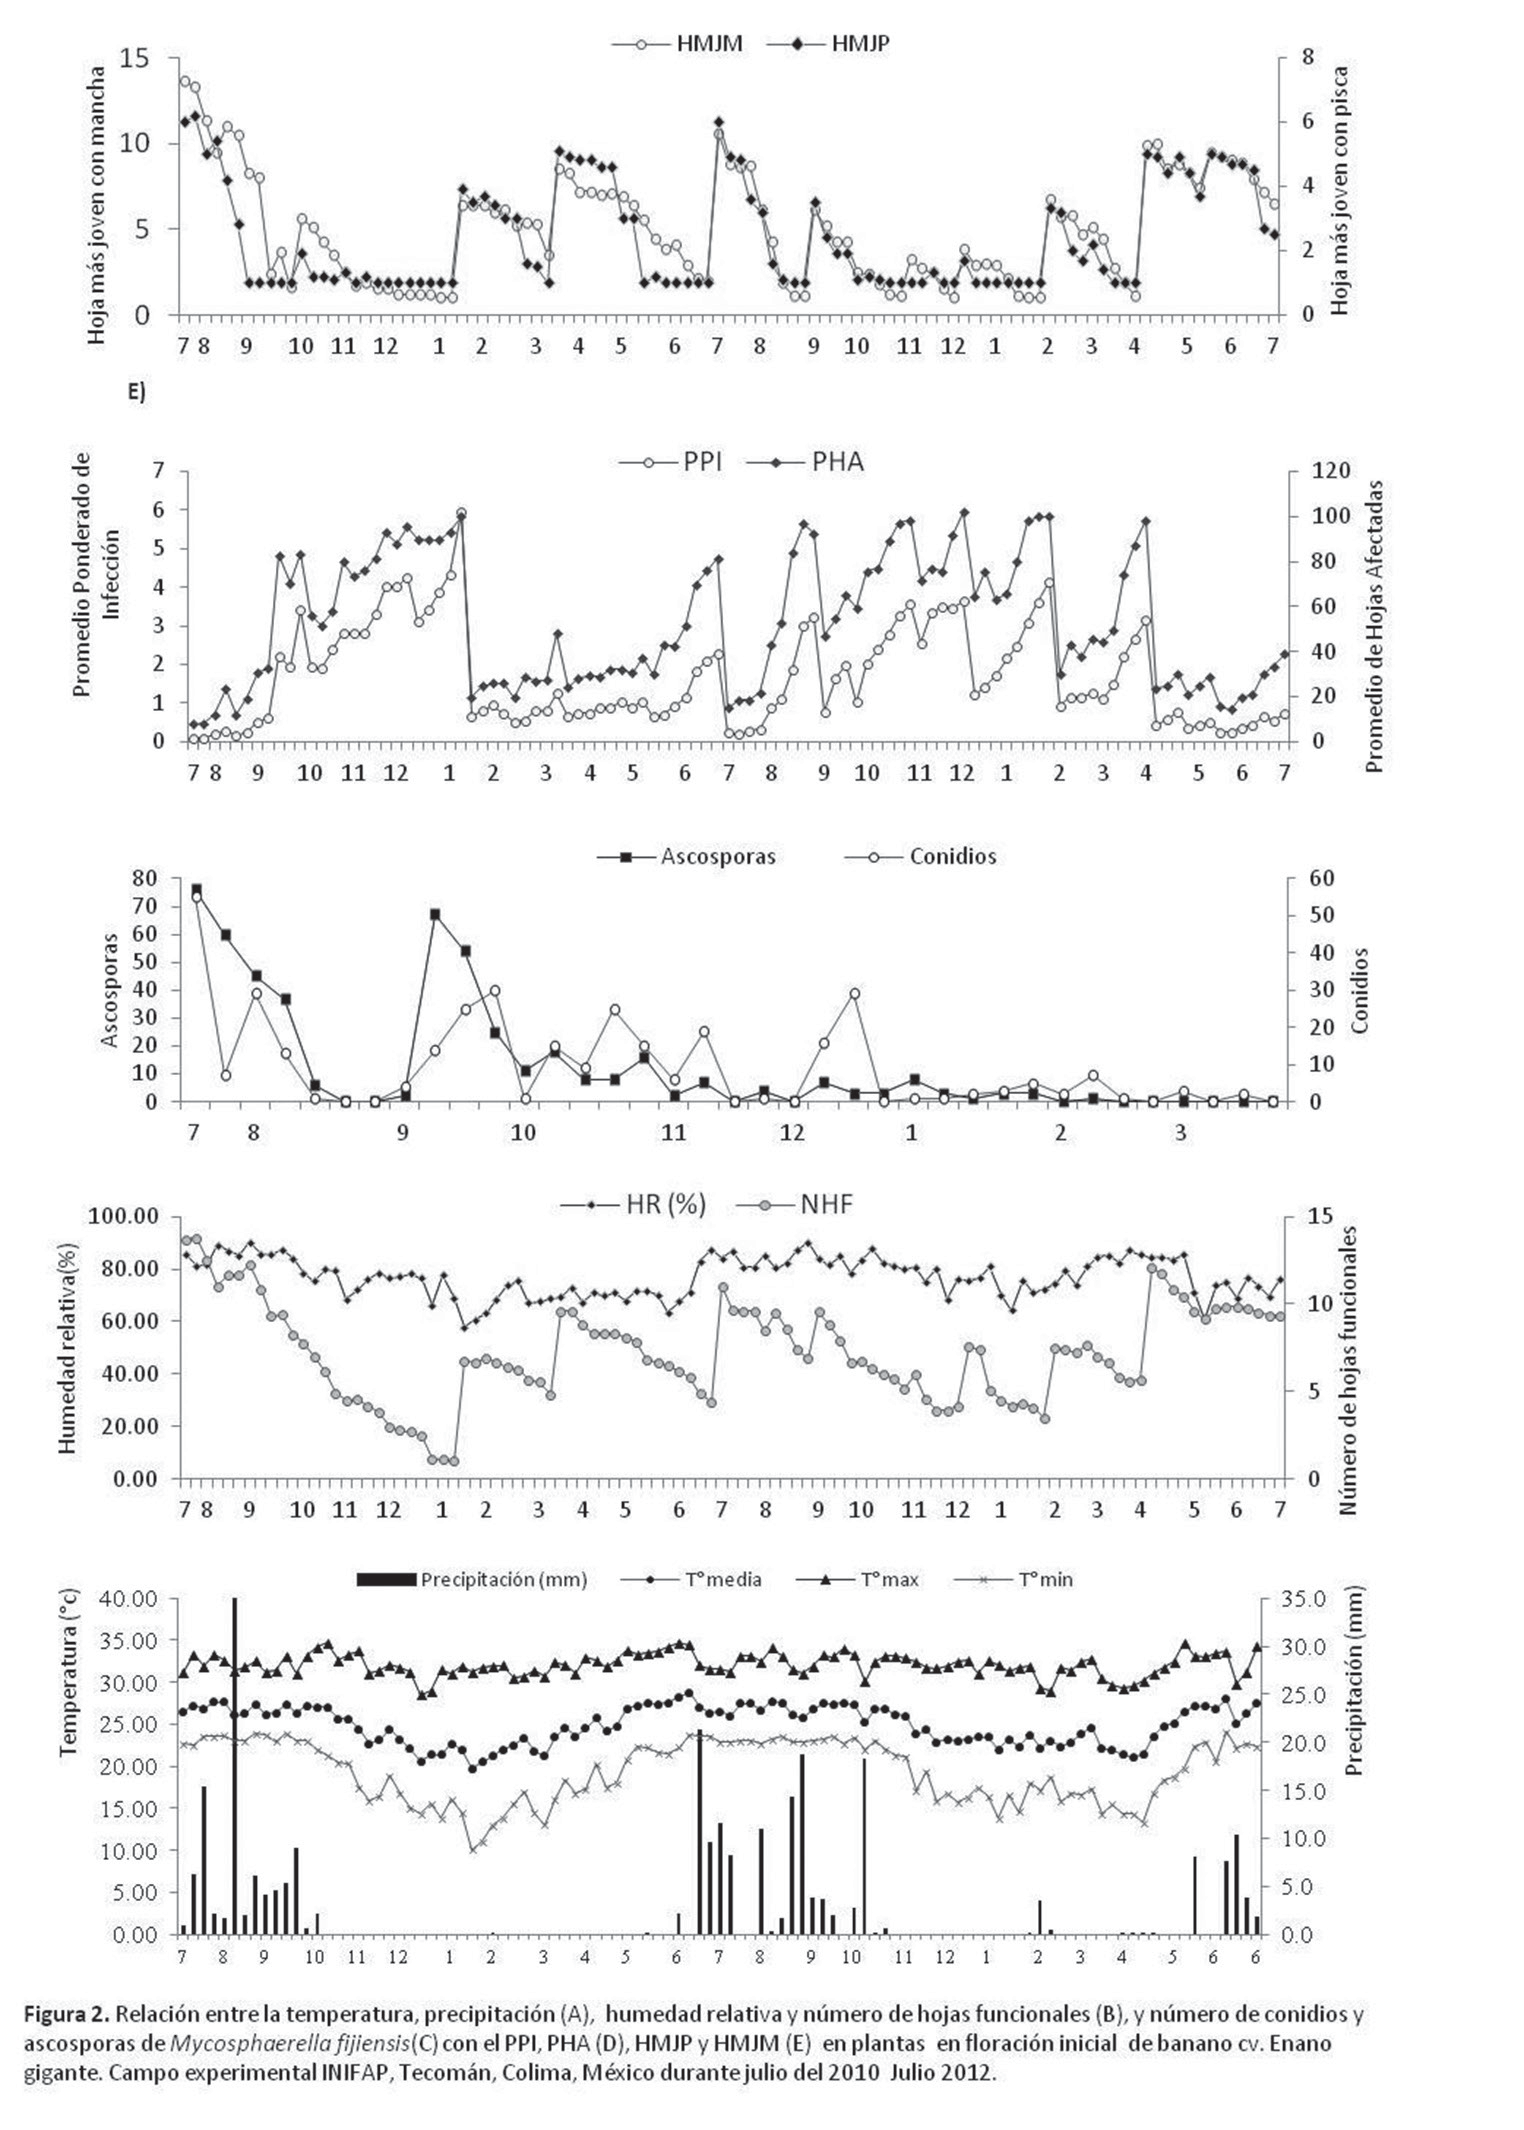 HMJM HMJP
15 8
10 6
4
5 2
0 0
Hoja más joven con mancha
Hoja más joven con pisca
7 8 9 10 11 12 1 2 3 4 5 6 7 8 9 10 11 12 1 2 3 4 5 6 7
E)
PPI PHA
7 120
6 100
5 80
4 60
3 40
2 20
1 0
0
Promedio Ponderado de
Infección
Promedio de Hojas Afectadas
7 8 9 10 11 12 1 2 3 4 5 6 7 8 9 10 11 12 1 2 3 4 5 6 7
Ascosporas Conidios
80 60
70 50
60 40
50 30
40 20
30 10
20 0
10
0
Ascosporas
Conidios
7 8 9 10 11 12 1 2 3
HR (%) NHF
100.00 15
80.00 10
60.00 5
40.00 0
20.00
0.00
Humedad relativa(%)
Número de hojas funcionales
7 8 9 10 11 12 1 2 3 4 5 6 7 8 9 10 11 12 1 2 3 4 5 6 7
Precipitación (mm) T° media T° max T° min
40.00 35.0
35.00 30.0
30.00 25.0
25.00 20.0
20.00 15.0
15.00 10.0
10.00 5.0
5.00 0.0
0.00
Temperatura (°c)
Precipitación (mm)
7 8 9 10 11 12 1 2 3 4 5 6 7 8 9 10 11 12 1 2 3 4 5 6 6
Figura 2. Relación entre la temperatura, precipitación (A), humedad relativa y número de hojas funcionales (B), y número de conidios y
ascosporas de Mycosphaerella fijiensis(C) con el PPI, PHA (D), HMJP y HMJM (E) en plantas en floración inicial de banano cv. Enano
gigante. Campo experimental INIFAP, Tecomán, Colima, México durante julio del 2010 Julio 2012.